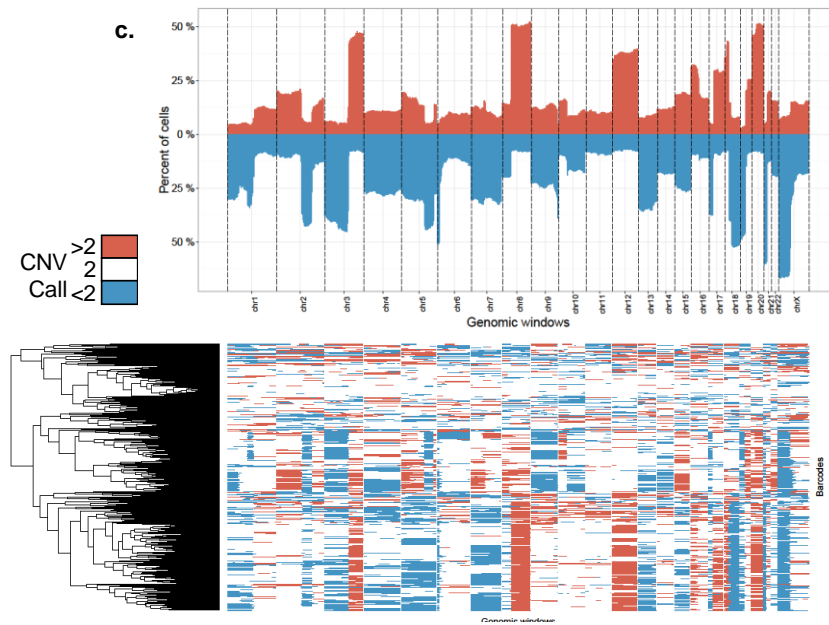 c.
50 %
25 %
0 %
25 %
50 %
Percent of cells
chr1
chr2
chr3
chr4
chr5
chr6
chr7
chr8
chr9
chr10
chr11
chr12
chr13
chr14
chr15
chr16
chr17
chr18
chr19
chr20
chr21
chr22
chrX
Genomic windows
>2
CNV 2
Call <2
Barcodes
Genomic windows